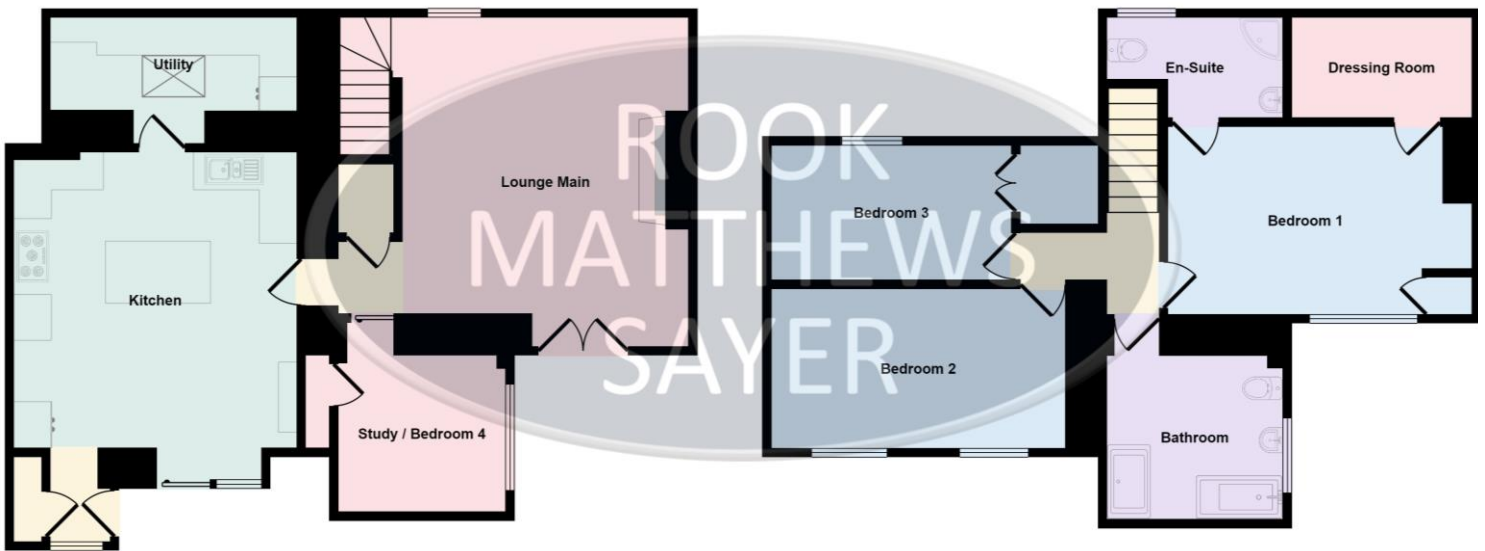 Utility
Kitchen
Lounge Main
Study / Bedroom 4
ROOK
MATTHEWS
SAYER
Bedroom 3
Bedroom 2
En-Suite
Dressing Room
Bedroom 1
Bathroom